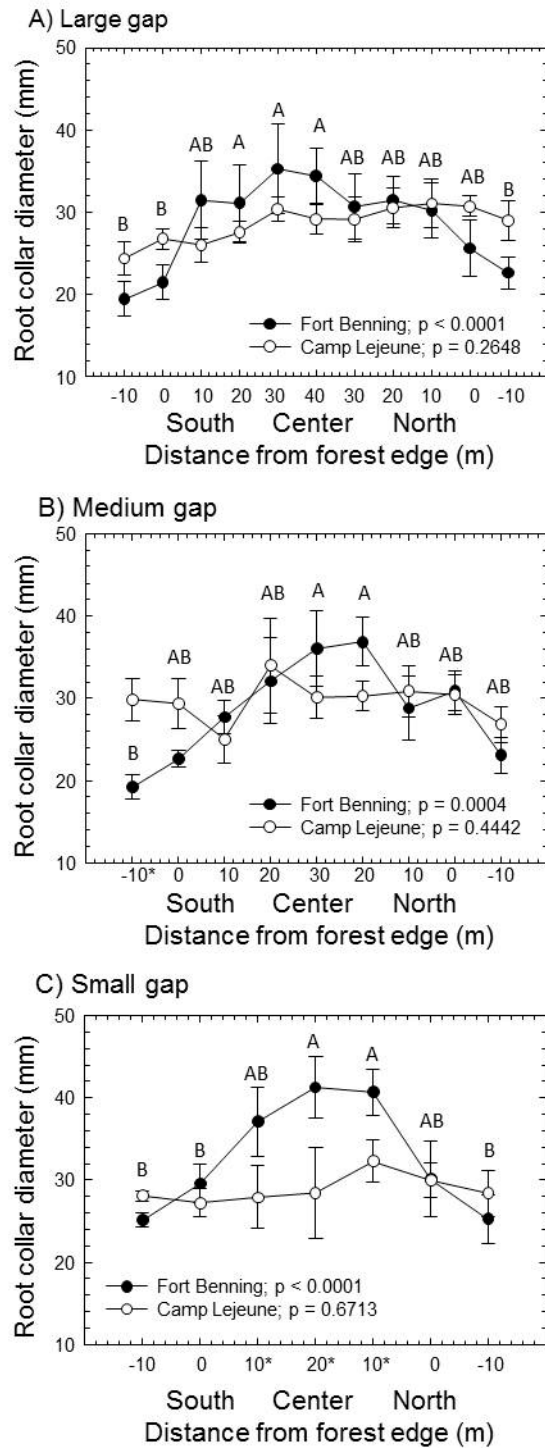 A) Large gap
50
40
30
20
10
Root collar diameter (mm)
A
A
AB
A
AB
AB
AB
AB
B
B
B
Fort Benning; p < 0.0001
Camp Lejeune; p = 0.2648
-10 0 10 20 30 40 30 20 10 0 -10
South Center North
Distance from forest edge (m)
B) Medium gap
50
40
30
20
10
Root collar diameter (mm)
AB A A
AB AB AB AB
B
Fort Benning; p = 0.0004
Camp Lejeune; p = 0.4442
-10* 0 10 20 30 20 10 0 -10
South Center North
Distance from forest edge (m)
C) Small gap
50
40
30
20
10
Root collar diameter (mm)
A
A
AB
AB
B B B
Fort Benning; p < 0.0001
Camp Lejeune; p = 0.6713
-10 0 10* 20* 10* 0 -10
South Center North
Distance from forest edge (m)